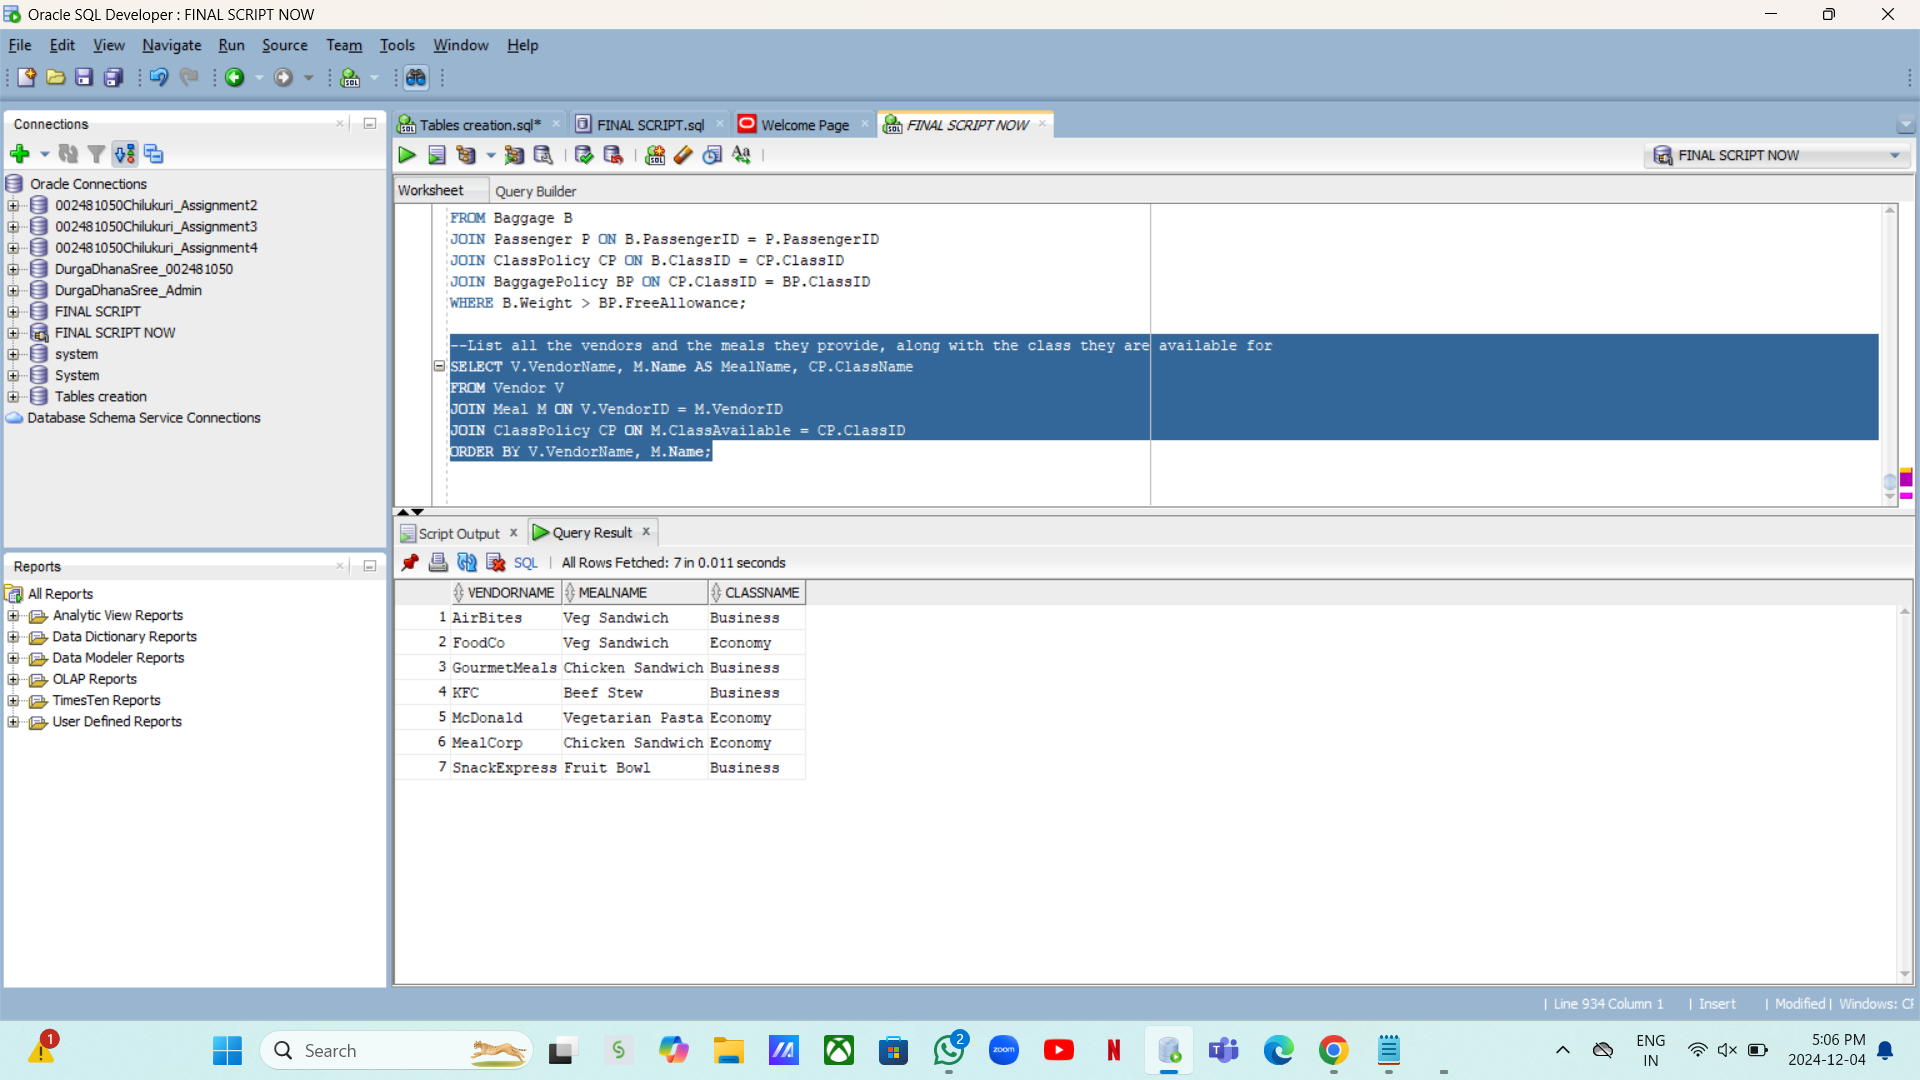 Oracle SQL Developer : FINAL SCRIPT NOW
File Edit View Navigate Run Source Team Tools Window Help
Connections
Oracle Connections
002481050Chilukuri_Assignment2
002481050Chilukuri_Assignment3
002481050Chilukuri_Assignment4
DurgaDhanaSree_002481050
DurgaDhanaSree_Admin
FINAL SCRIPT
FINAL SCRIPT NOW
system
System
Tables creation
Database Schema Service Connections
Reports
All Reports
Analytic View Reports
Data Dictionary Reports
Data Modeler Reports
OLAP Reports
TimesTen Reports
User Defined Reports
Tables creation.sql* FINAL SCRIPT.sql Welcome Page FINAL SCRIPT NOW
FINAL SCRIPT NOW
Worksheet Query Builder
FROM Baggage B
JOIN Passenger P ON B.PassengerID = P.PassengerID
JOIN ClassPolicy CP ON B.ClassID = CP.ClassID
JOIN BaggagePolicy BP ON CP.ClassID = BP.ClassID
WHERE B.Weight > BP.FreeAllowance;
--List all the vendors and the meals they provide, along with the class they are available for
SELECT V.VendorName, M.Name AS MealName, CP.ClassName
FROM Vendor V
JOIN Meal M ON V.VendorID = M.VendorID
JOIN ClassPolicy CP ON M.ClassAvailable = CP.ClassID
ORDER BY V.VendorName, M.Name;
Script Output Query Result
SQL | All Rows Fetched: 7 in 0.011 seconds
VENDORNAME MEALNAME CLASSNAME
1 AirBites Veg Sandwich Business
2 FoodCo Veg Sandwich Economy
3 GourmetMeals Chicken Sandwich Business
4 KFC Beef Stew Business
5 McDonald Vegetarian Pasta Economy
6 MealCorp Chicken Sandwich Economy
7 SnackExpress Fruit Bowl Business
| Line 934 Column 1 | Insert | Modified | Windows: CF
1
Search
2
zoom
ENG
IN
5:06 PM
2024-12-04